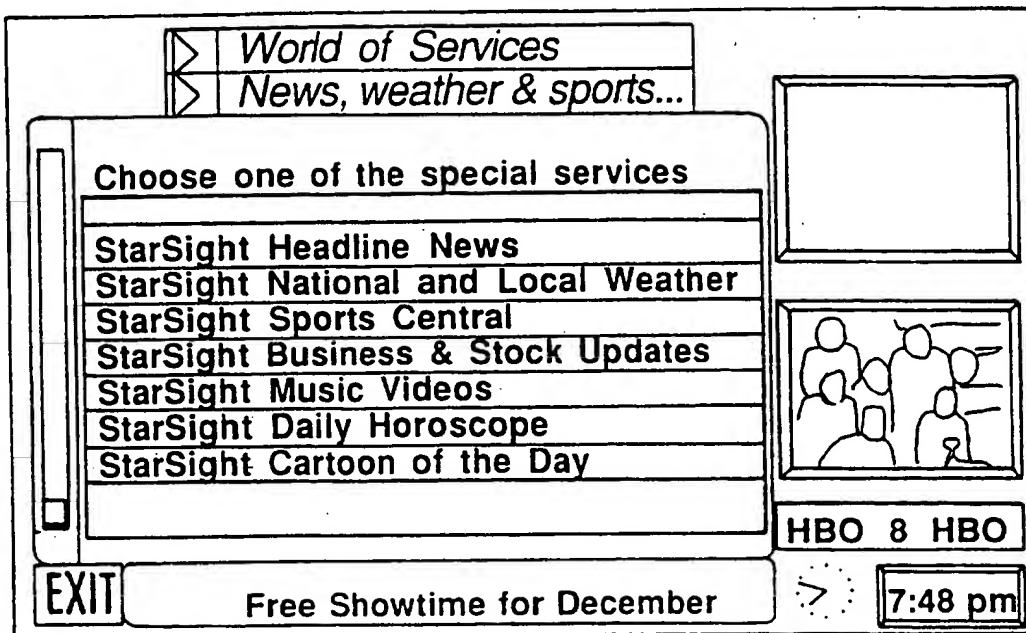 World of Services
News, weather & sports...
Choose one of the special services
StarSight Headline News
StarSight National and Local Weather
StarSight Sports Central
StarSight Business & Stock Updates
StarSight Music Videos
StarSight Daily Horoscope
StarSight Cartoon of the Day
HBO 8 HBO
EXIT
Free Showtime for December
7:48 pm